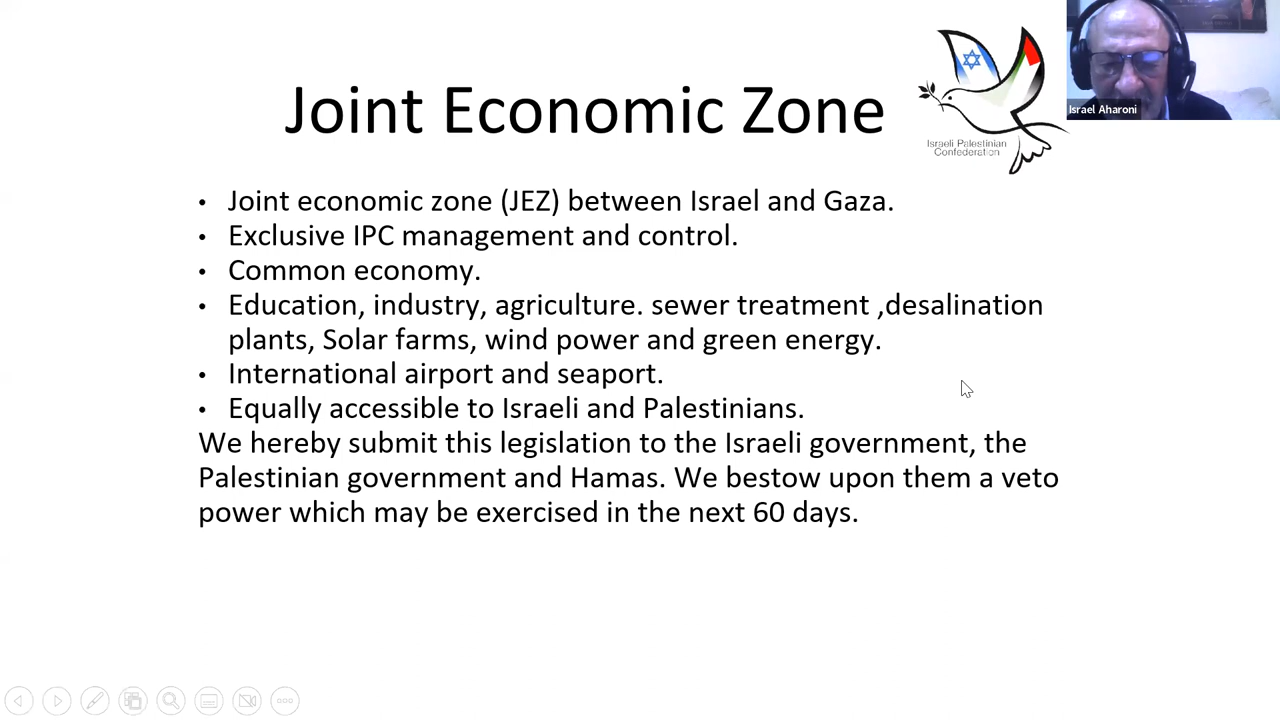 Joint Economic Zone
Israeli Palestinian
Confederation
Israel Aharoni
• Joint economic zone (JEZ) between Israel and Gaza.
• Exclusive IPC management and control.
• Common economy.
• Education, industry, agriculture. sewer treatment ,desalination
plants, Solar farms, wind power and green energy.
• International airport and seaport.
• Equally accessible to Israeli and Palestinians.
We hereby submit this legislation to the Israeli government, the
Palestinian government and Hamas. We bestow upon them a veto
power which may be exercised in the next 60 days.